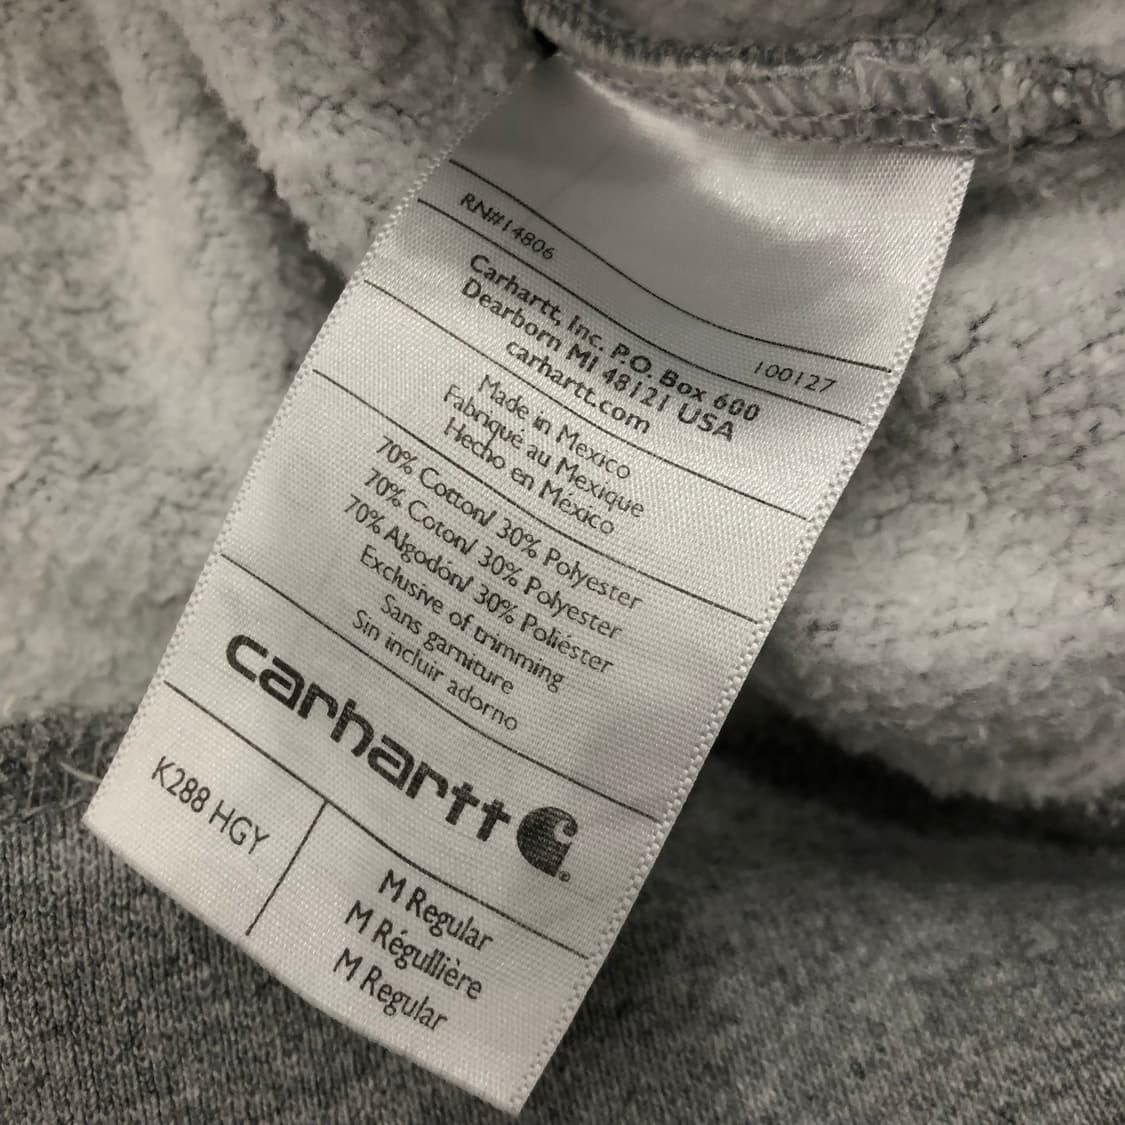 RN#14806 100127
Carhartt, Inc. P.O. Box 600
Dearborn MI 48121 USA
carhartt.com
Made in Mexico
Fabrique au Mexique
Hecho en México
70% Cotton/ 30% Polyester
70% Coton/ 30% Polyester
70% Algodón/ 30% Poliéster
Exclusive of trimming
Sans garniture
Sin incluir adorno
carhartt
K288 HGY
M Regular
M Régullière
M Regular